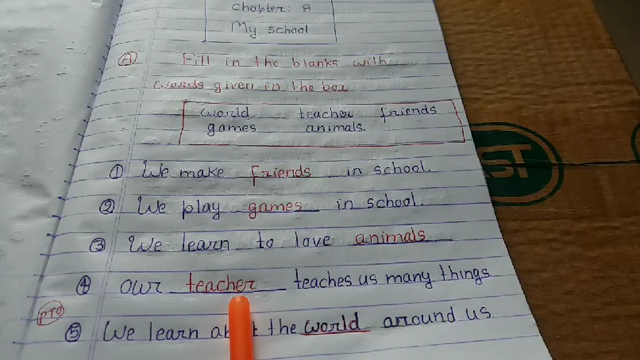 Chapter: 8
My school
Fill in the blanks with
words given in the box
world teacher friends
games animals.
① We make friends in school.
② We play games in school.
③ We learn to love animals
④ Our teacher teaches us many things
PTO
⑤ We learn the world around us
ST